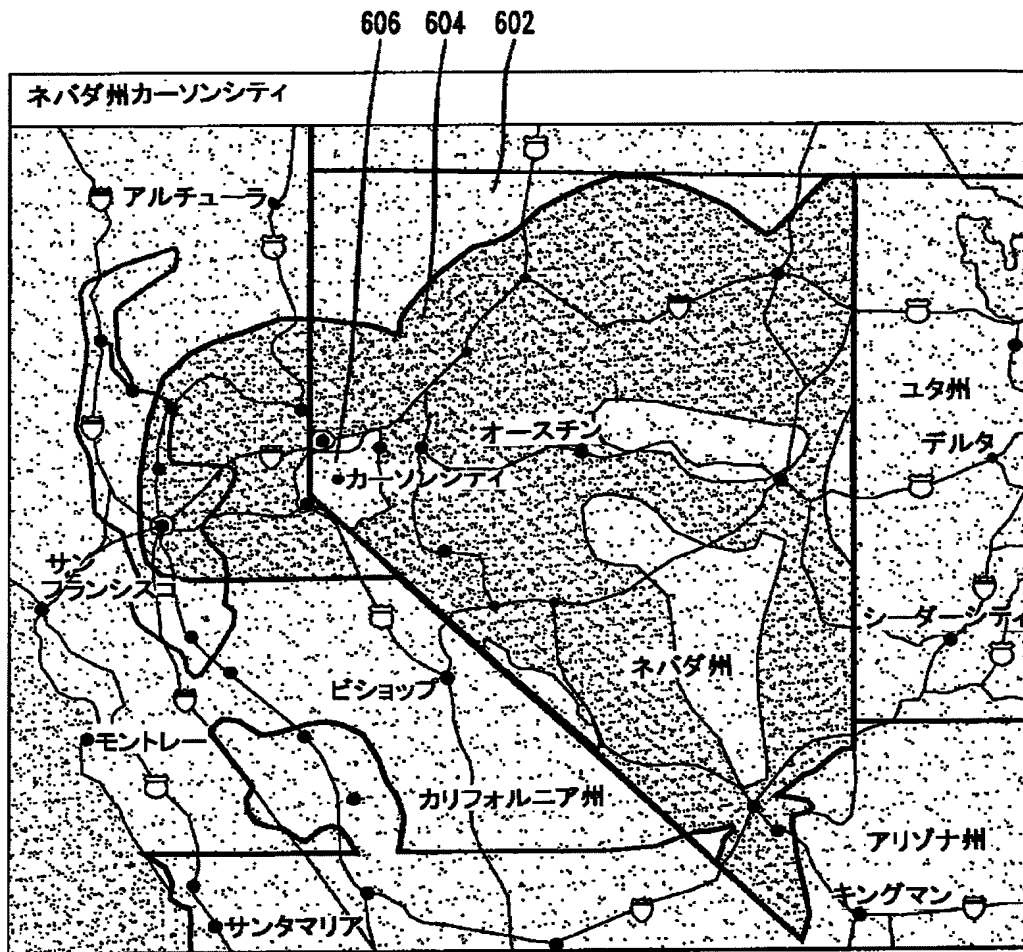 606 604 602
ネバダ州カーソンシティ
アルチューラ
ユタ州
オースチン
デルタ
カーソンシティ
サン
フランシスコ
シーダーシティ
ネバダ州
ビショップ
モントレー
カリフォルニア州
アリゾナ州
キングマン
サンタマリア